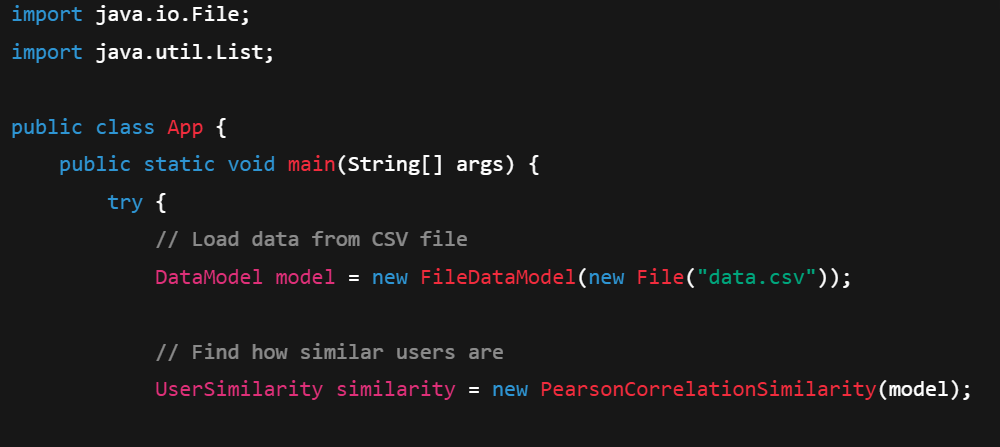 import java.io.File;
import java.util.List;
public class App {
public static void main(String[] args) {
try {
// Load data from CSV file
DataModel model = new FileDataModel(new File("data.csv"));
// Find how similar users are
UserSimilarity similarity = new PearsonCorrelationSimilarity(model);